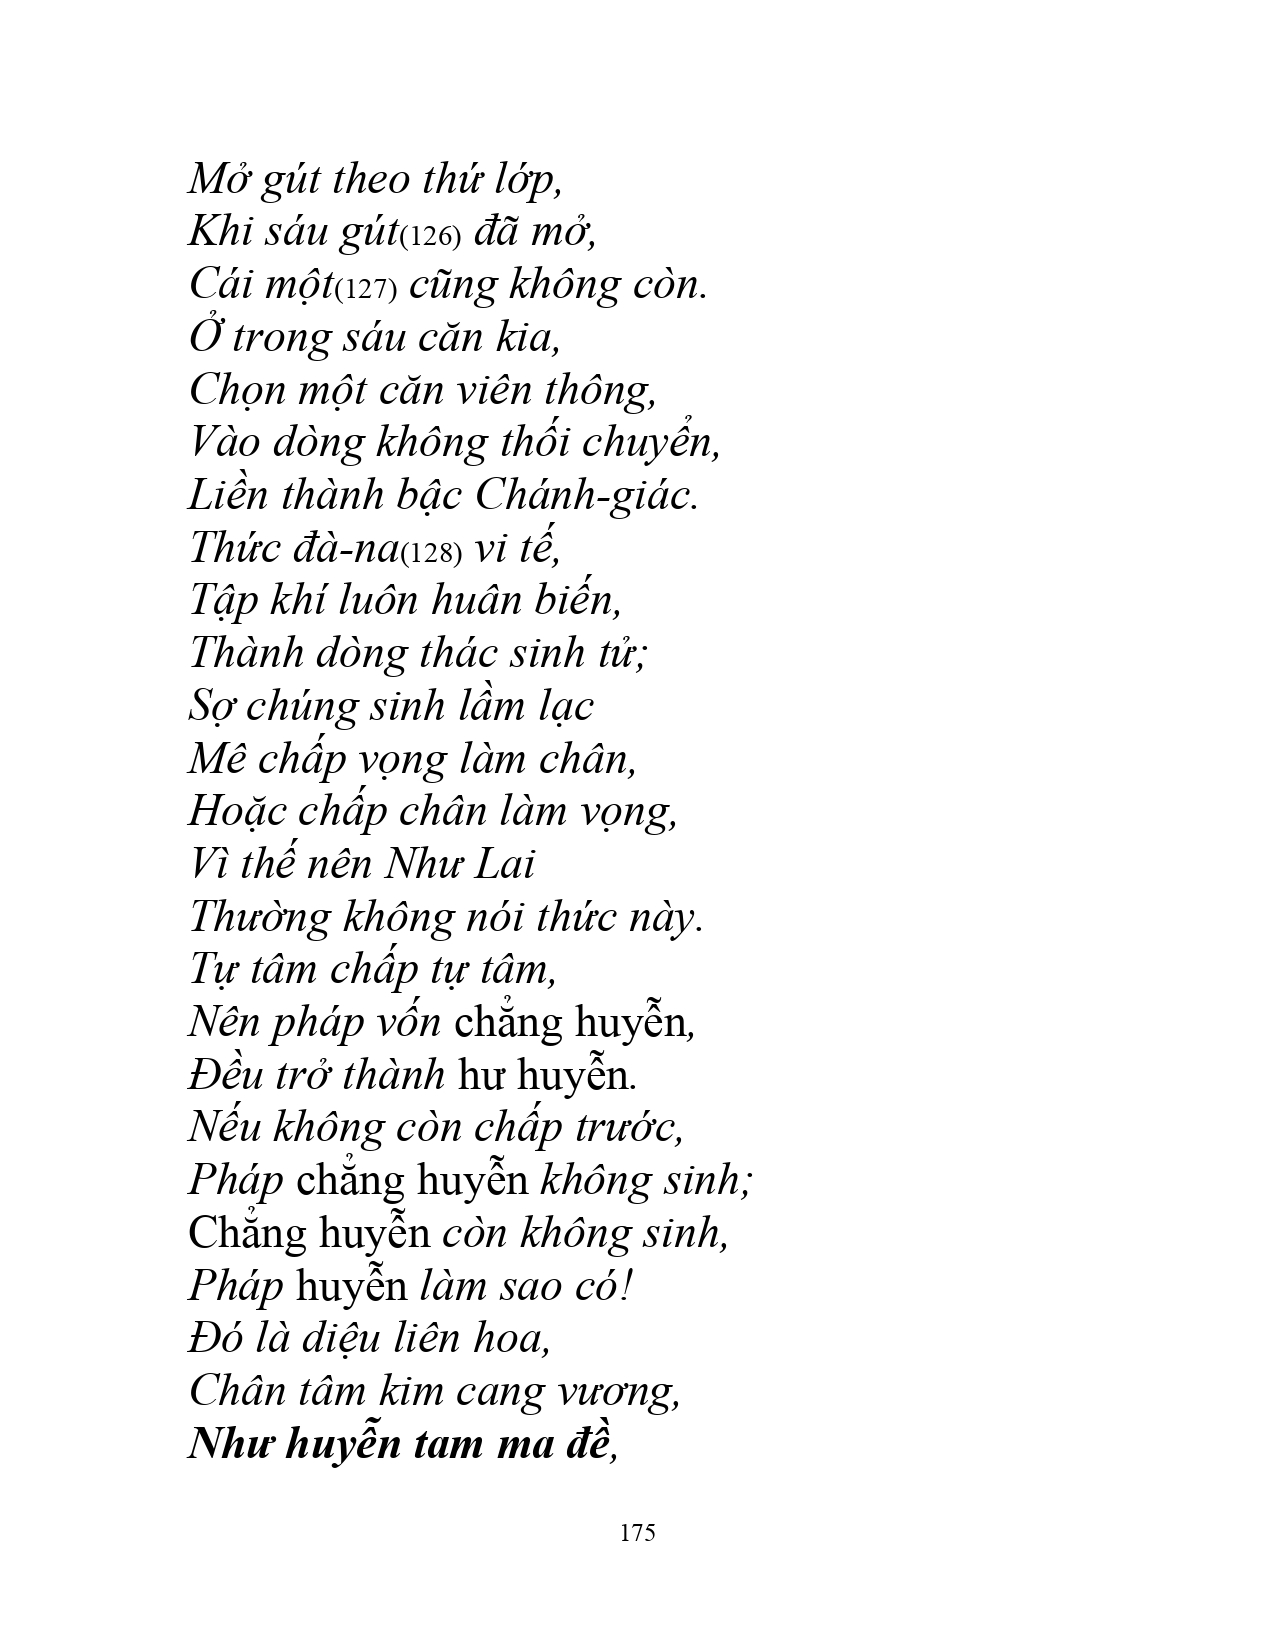 Mở gút theo thứ lớp,
Khi sáu gút(126) đã mở,
Cái một(127) cũng không còn.
Ở trong sáu căn kia,
Chọn một căn viên thông,
Vào dòng không thối chuyển,
Liền thành bậc Chánh-giác.
Thức đà-na(128) vi tế,
Tập khí luôn huân biến,
Thành dòng thác sinh tử;
Sợ chúng sinh lầm lạc
Mê chấp vọng làm chân,
Hoặc chấp chân làm vọng,
Vì thế nên Như Lai
Thường không nói thức này.
Tự tâm chấp tự tâm,
Nên pháp vốn chẳng huyễn,
Đều trở thành hư huyễn.
Nếu không còn chấp trước,
Pháp chẳng huyễn không sinh;
Chẳng huyễn còn không sinh,
Pháp huyễn làm sao có!
Đó là diệu liên hoa,
Chân tâm kim cang vương,
Như huyễn tam ma đề,
175